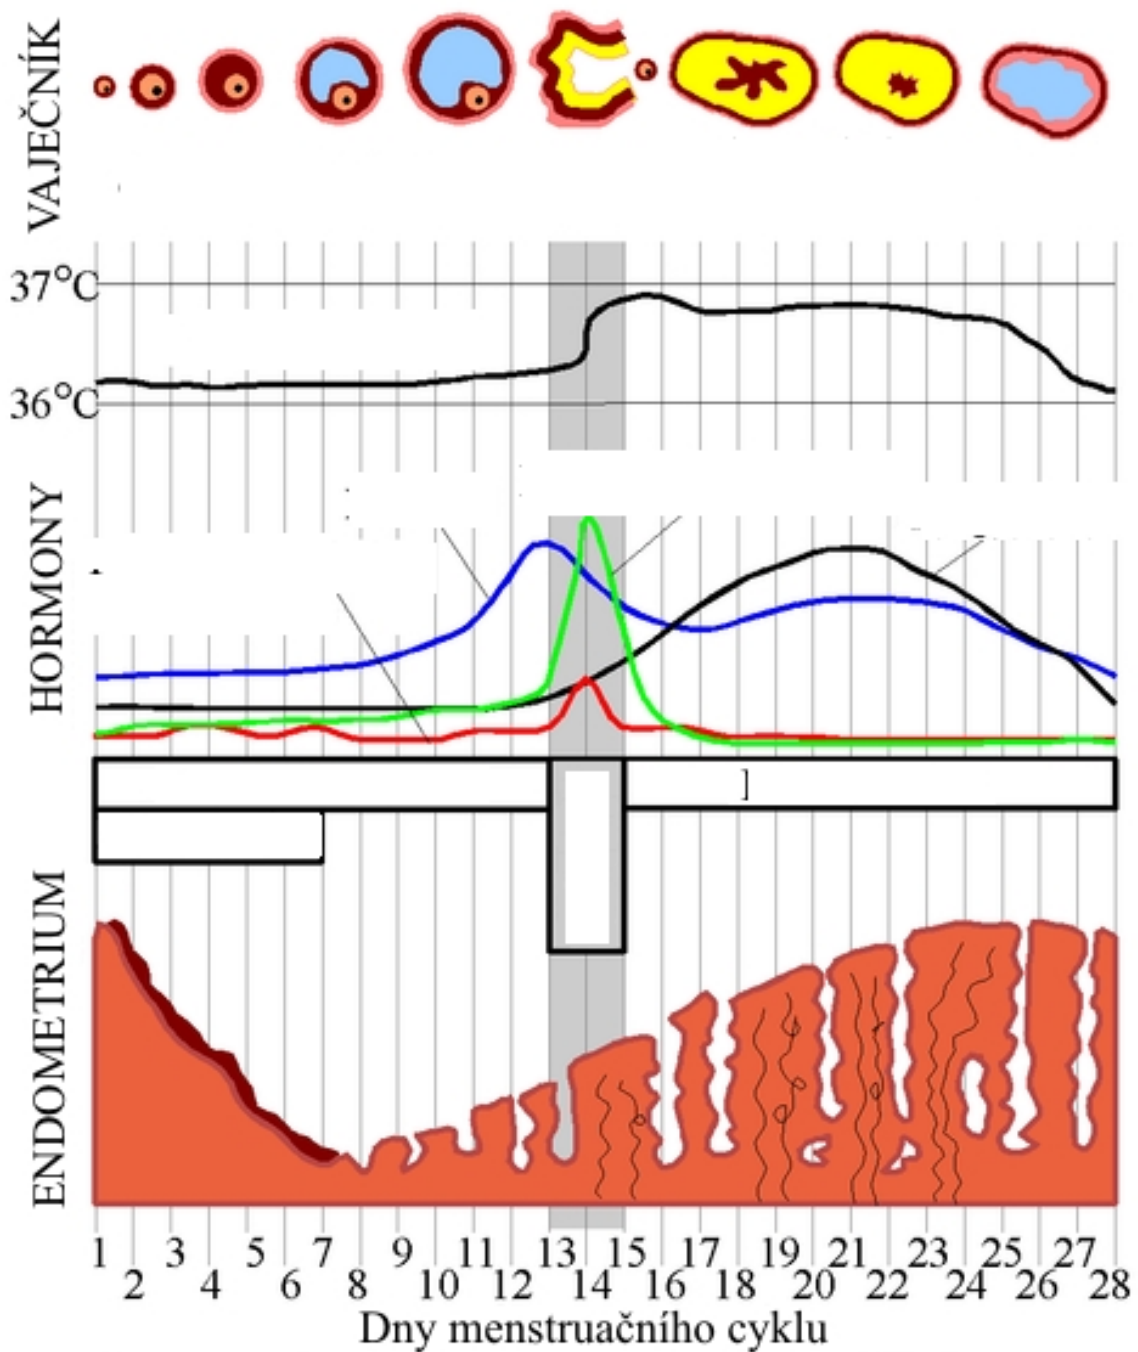 VAJEČNÍK
37°C
36°C
HORMONY
]
ENDOMETRIUM
1 3 5 7 9 11 13 15 17 19 21 23 25 27
2 4 6 8 10 12 14 16 18 20 22 24 26 28
Dny menstruačního cyklu